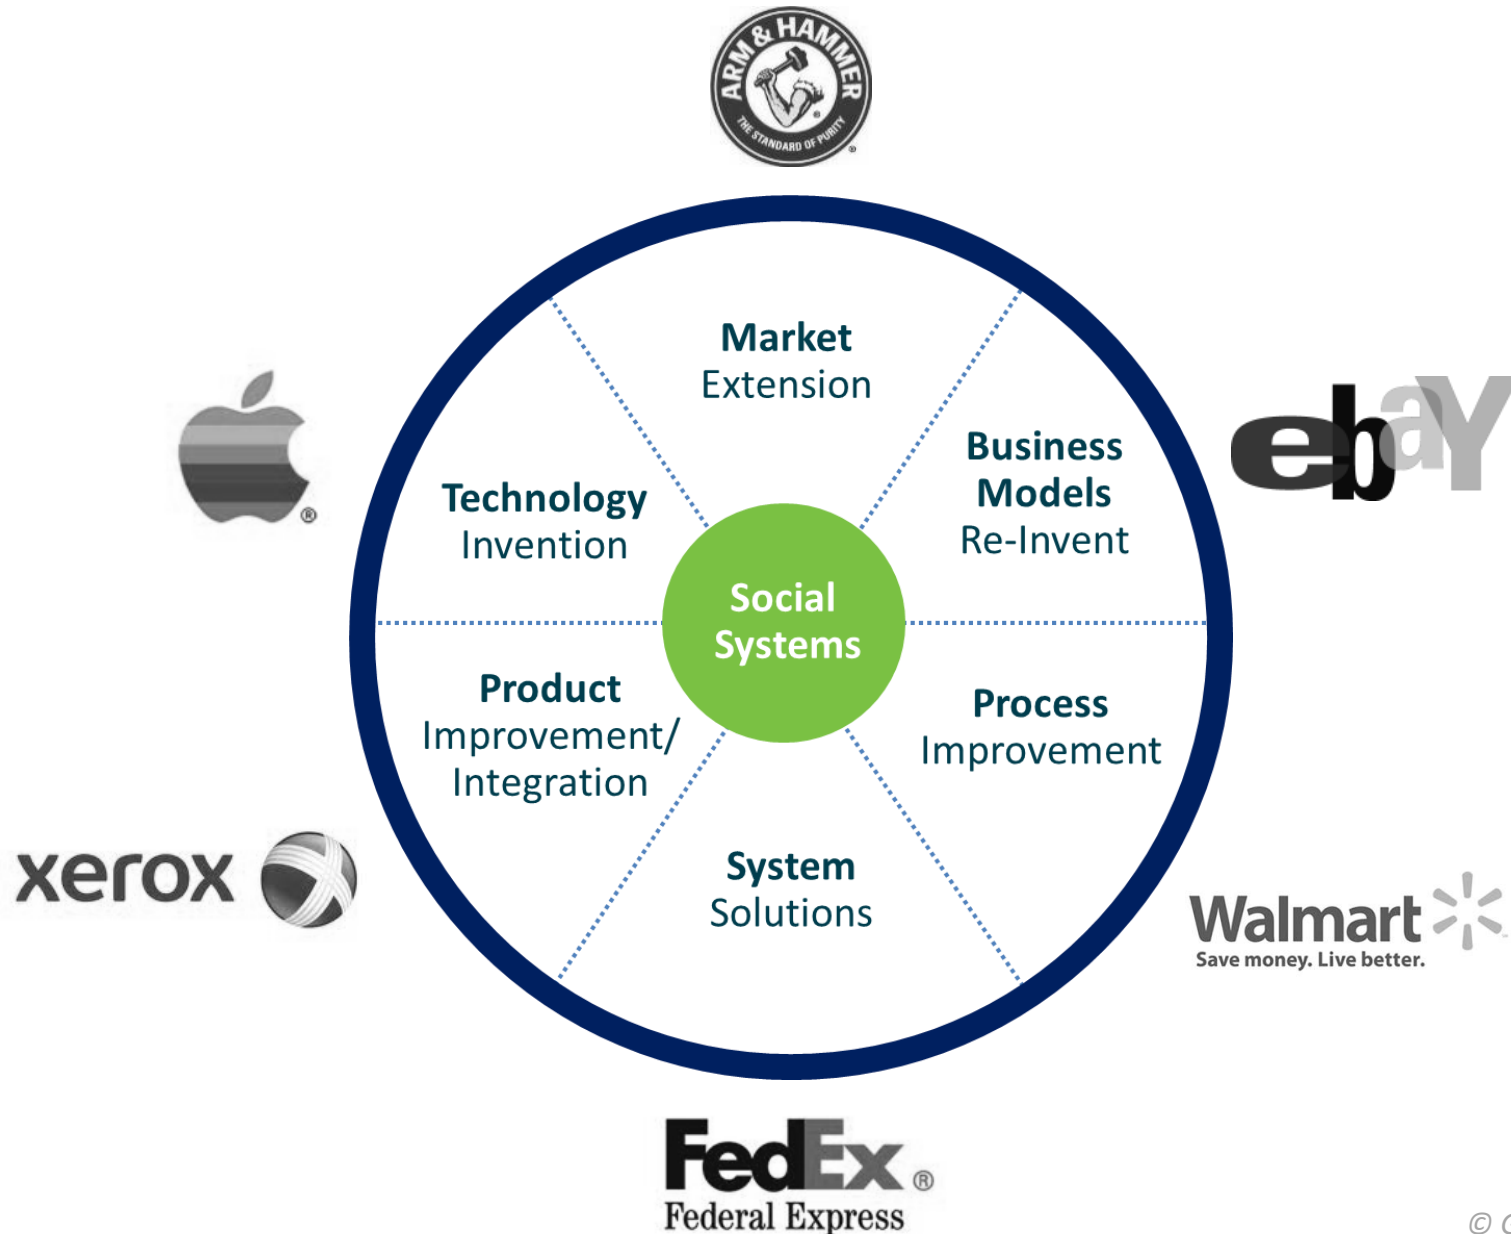 ARM & HAMMER
THE STANDARD OF PURITY
®
®
Market
Extension
Business
Models
Re-Invent
ebaY
Technology
Invention
®
Social
Systems
Product
Improvement/
Integration
Process
Improvement
System
Solutions
xerox
Walmart
Save money. Live better.
FedEx ®
Federal Express
©